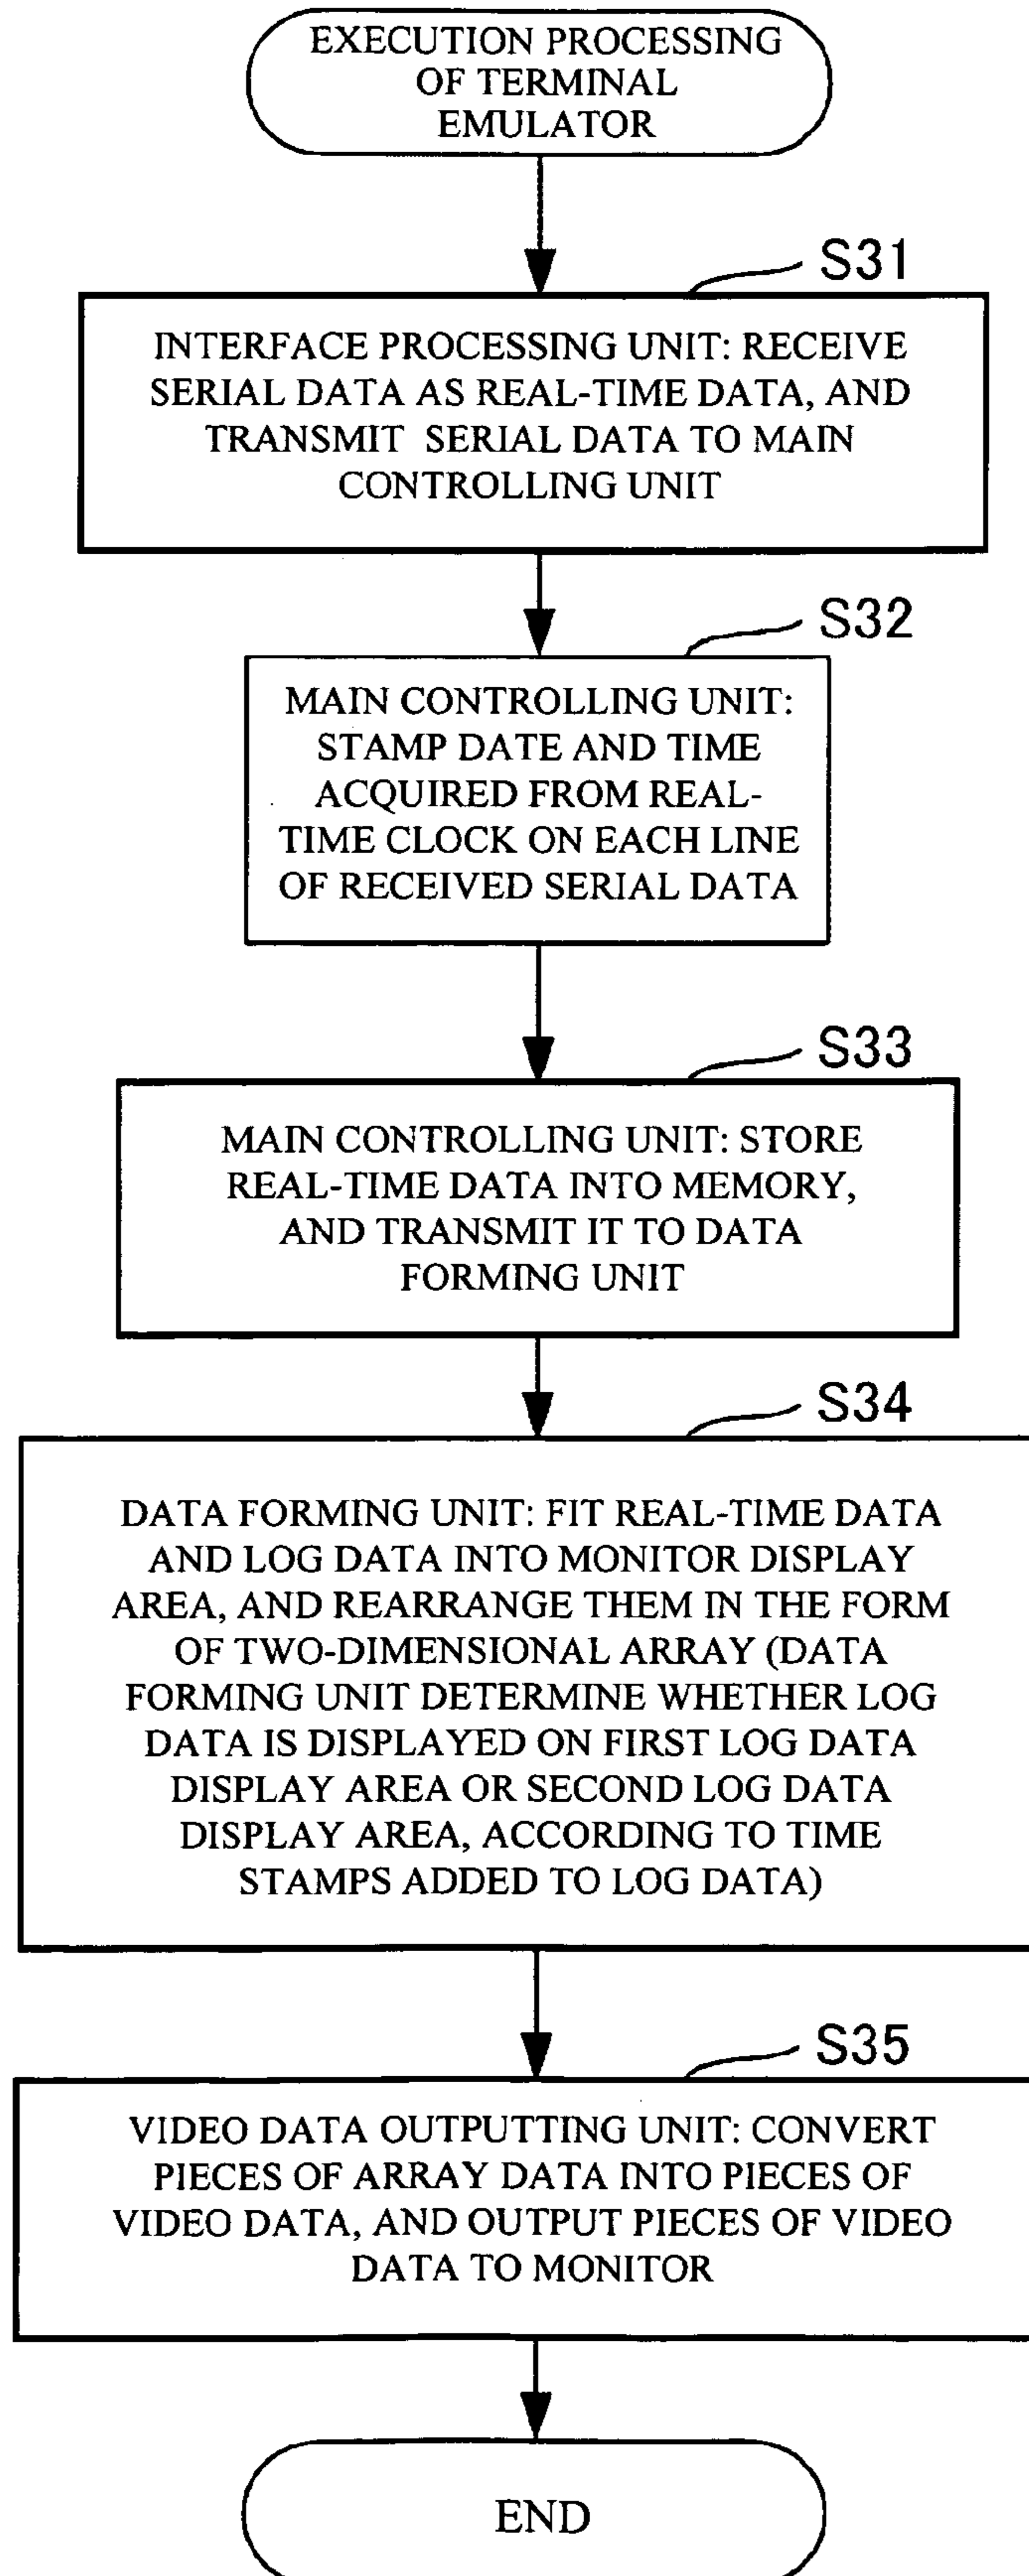 EXECUTION PROCESSING
OF TERMINAL
EMULATOR
S31
INTERFACE PROCESSING UNIT: RECEIVE
SERIAL DATA AS REAL-TIME DATA, AND
TRANSMIT SERIAL DATA TO MAIN
CONTROLLING UNIT
S32
MAIN CONTROLLING UNIT:
STAMP DATE AND TIME
ACQUIRED FROM REAL-
TIME CLOCK ON EACH LINE
OF RECEIVED SERIAL DATA
S33
MAIN CONTROLLING UNIT: STORE
REAL-TIME DATA INTO MEMORY,
AND TRANSMIT IT TO DATA
FORMING UNIT
S34
DATA FORMING UNIT: FIT REAL-TIME DATA
AND LOG DATA INTO MONITOR DISPLAY
AREA, AND REARRANGE THEM IN THE FORM
OF TWO-DIMENSIONAL ARRAY (DATA
FORMING UNIT DETERMINE WHETHER LOG
DATA IS DISPLAYED ON FIRST LOG DATA
DISPLAY AREA OR SECOND LOG DATA
DISPLAY AREA, ACCORDING TO TIME
STAMPS ADDED TO LOG DATA)
S35
VIDEO DATA OUTPUTTING UNIT: CONVERT
PIECES OF ARRAY DATA INTO PIECES OF
VIDEO DATA, AND OUTPUT PIECES OF VIDEO
DATA TO MONITOR
END